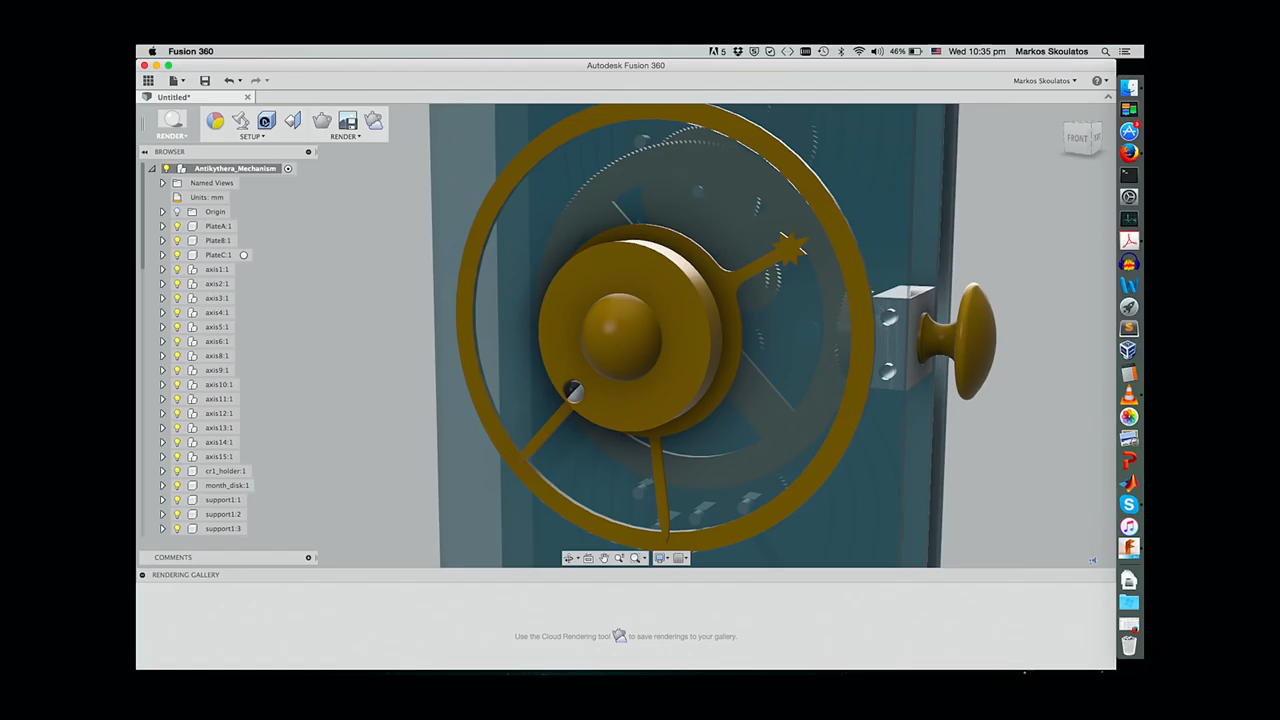 Fusion 360
5
46%
Wed 10:35 pm
Markos Skoulatos
Autodesk Fusion 360
Markos Skoulatos
Untitled*
RENDER
SETUP
RENDER
BROWSER
Antikythera_Mechanism
Named Views
Units: mm
Origin
PlateA:1
PlateB:1
PlateC:1
axis1:1
axis2:1
axis3:1
axis4:1
axis5:1
axis6:1
axis8:1
axis9:1
axis10:1
axis11:1
axis12:1
axis13:1
axis14:1
axis15:1
cr1_holder:1
month_disk:1
support1:1
support1:2
support1:3
FRONT
COMMENTS
RENDERING GALLERY
Use the Cloud Rendering tool to save renderings to your gallery.